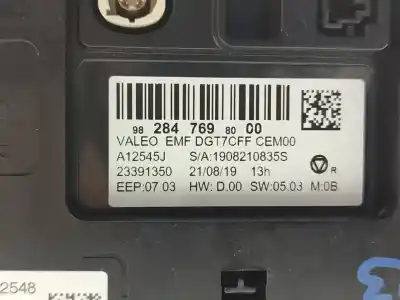 98 284 769 80 00
VALEO EMF DGT7CFF CEM00
A12545J S/A:1908210835S
23391350 21/08/19 13h
R
EEP:07 03 HW:D.00 SW:05.03 M:0B
2548